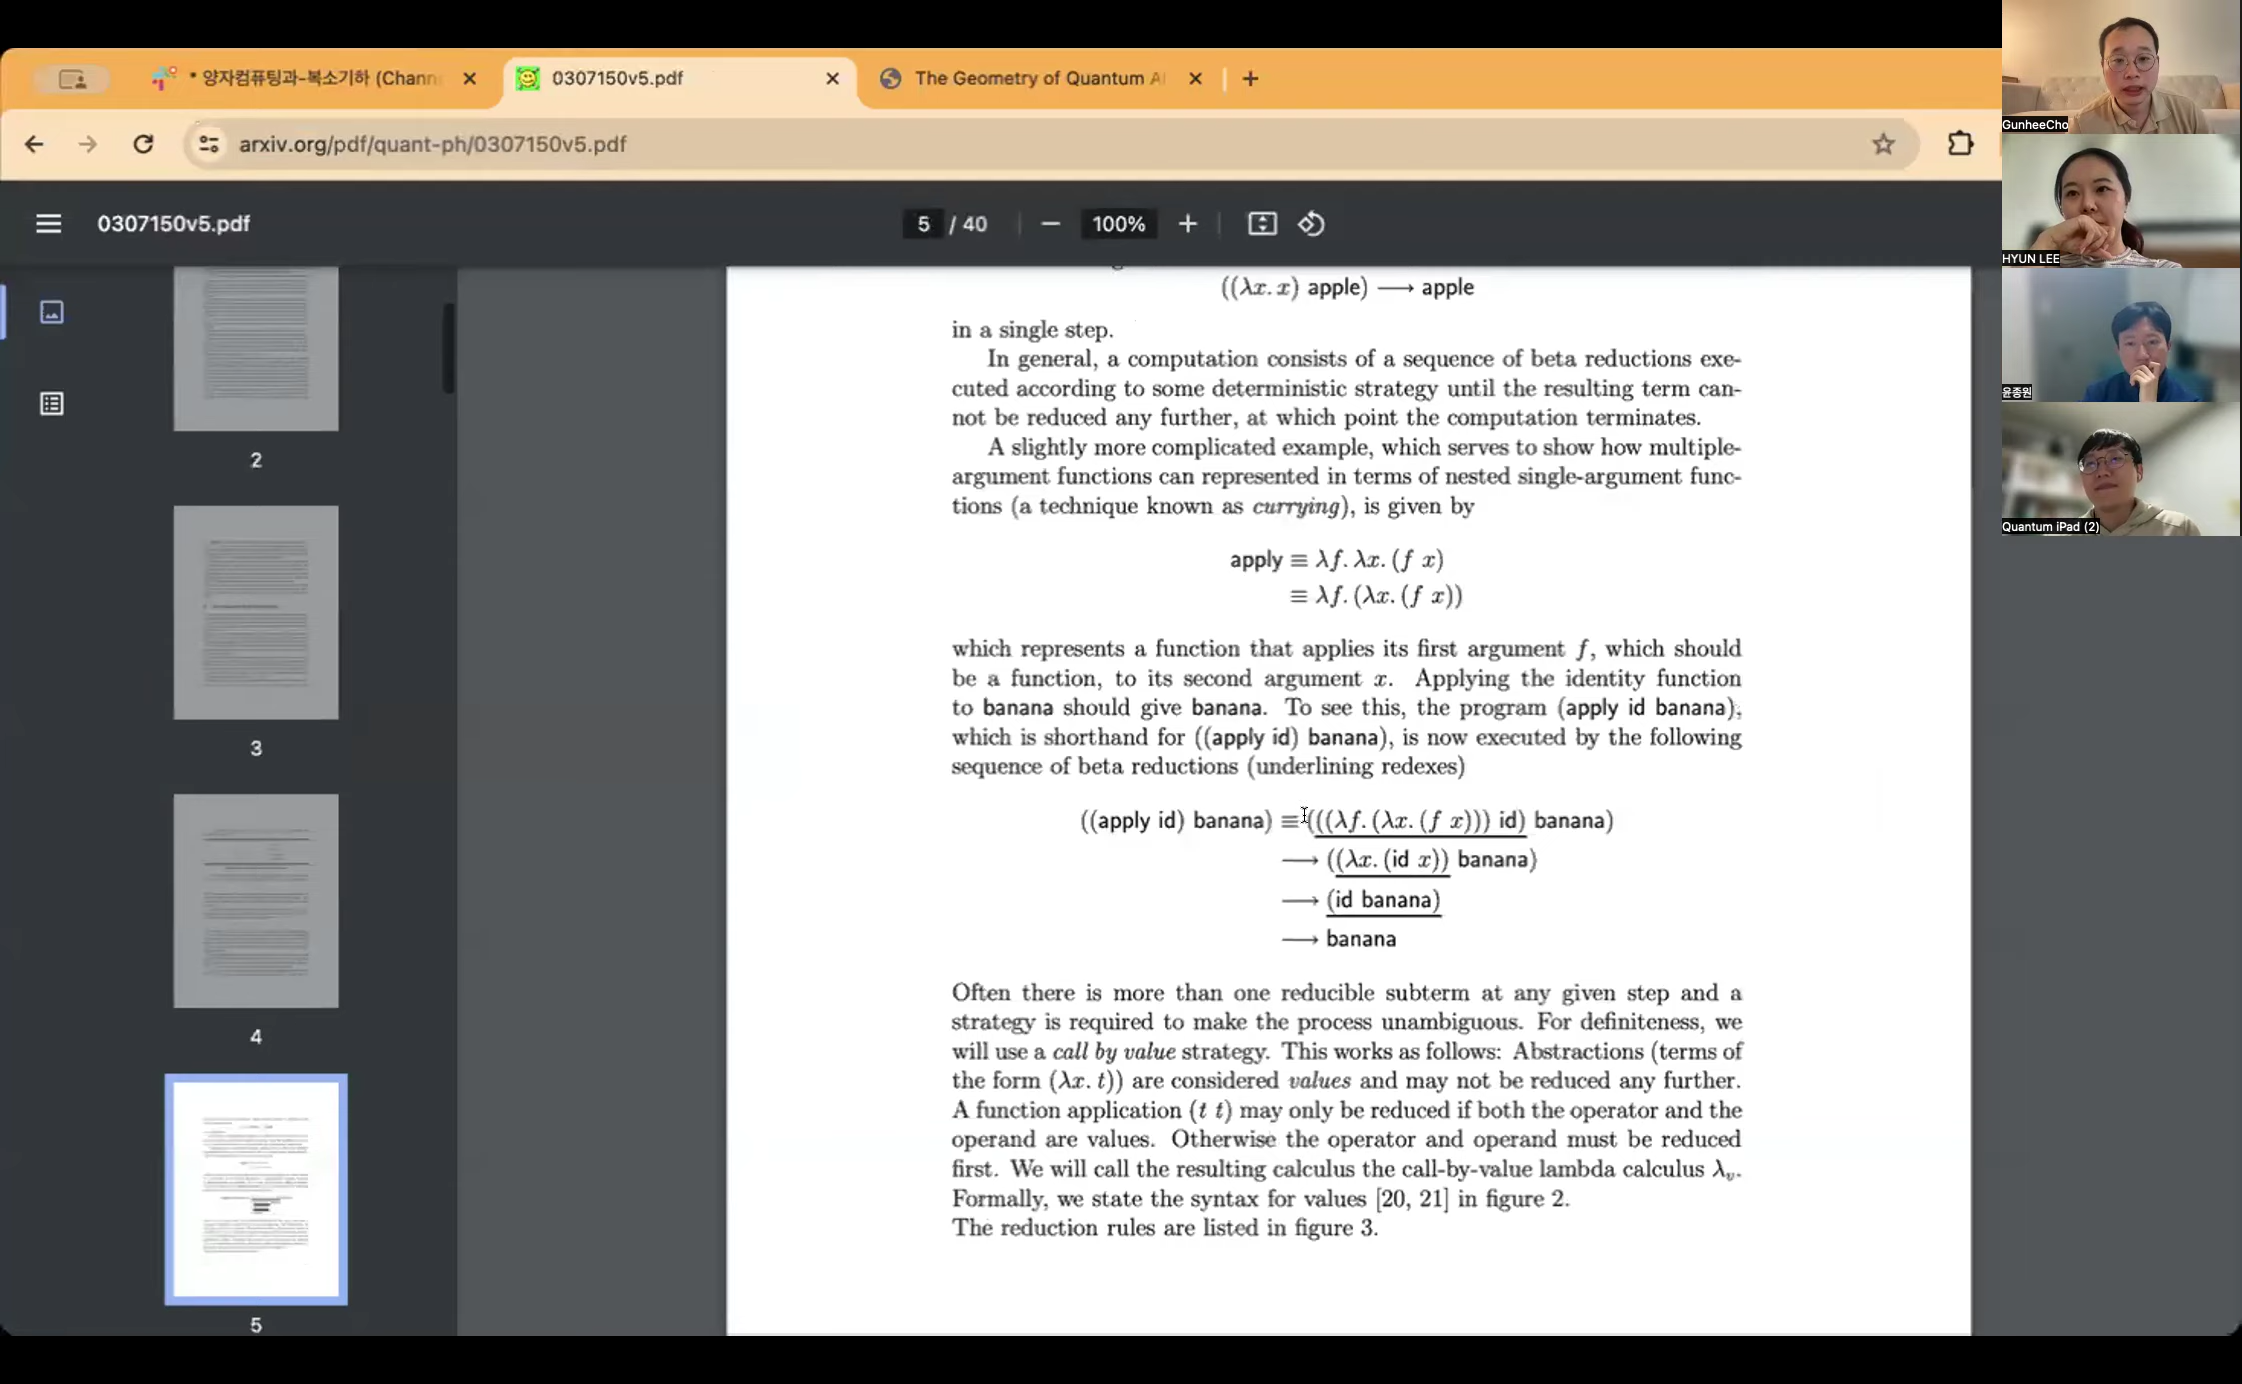 * 양자컴퓨팅과-복소기하 (Chann
0307150v5.pdf
The Geometry of Quantum Al
arxiv.org/pdf/quant-ph/0307150v5.pdf
0307150v5.pdf
5 / 40
100%
2
3
4
5
((λx. x) apple) ⟶ apple
in a single step.
In general, a computation consists of a sequence of beta reductions exe-
cuted according to some deterministic strategy until the resulting term can-
not be reduced any further, at which point the computation terminates.
A slightly more complicated example, which serves to show how multiple-
argument functions can represented in terms of nested single-argument func-
tions (a technique known as currying), is given by
apply ≡ λf. λx. (f x)
≡ λf. (λx. (f x))
which represents a function that applies its first argument f, which should
be a function, to its second argument x. Applying the identity function
to banana should give banana. To see this, the program (apply id banana),
which is shorthand for ((apply id) banana), is now executed by the following
sequence of beta reductions (underlining redexes)
((apply id) banana) ≡ (((λf. (λx. (f x))) id) banana)
⟶ ((λx. (id x)) banana)
⟶ (id banana)
⟶ banana
Often there is more than one reducible subterm at any given step and a
strategy is required to make the process unambiguous. For definiteness, we
will use a call by value strategy. This works as follows: Abstractions (terms of
the form (λx. t)) are considered values and may not be reduced any further.
A function application (t t) may only be reduced if both the operator and the
operand are values. Otherwise the operator and operand must be reduced
first. We will call the resulting calculus the call-by-value lambda calculus λᵥ.
Formally, we state the syntax for values [20, 21] in figure 2.
The reduction rules are listed in figure 3.
GunheeCho
HYUN LEE
윤종원
Quantum iPad (2)